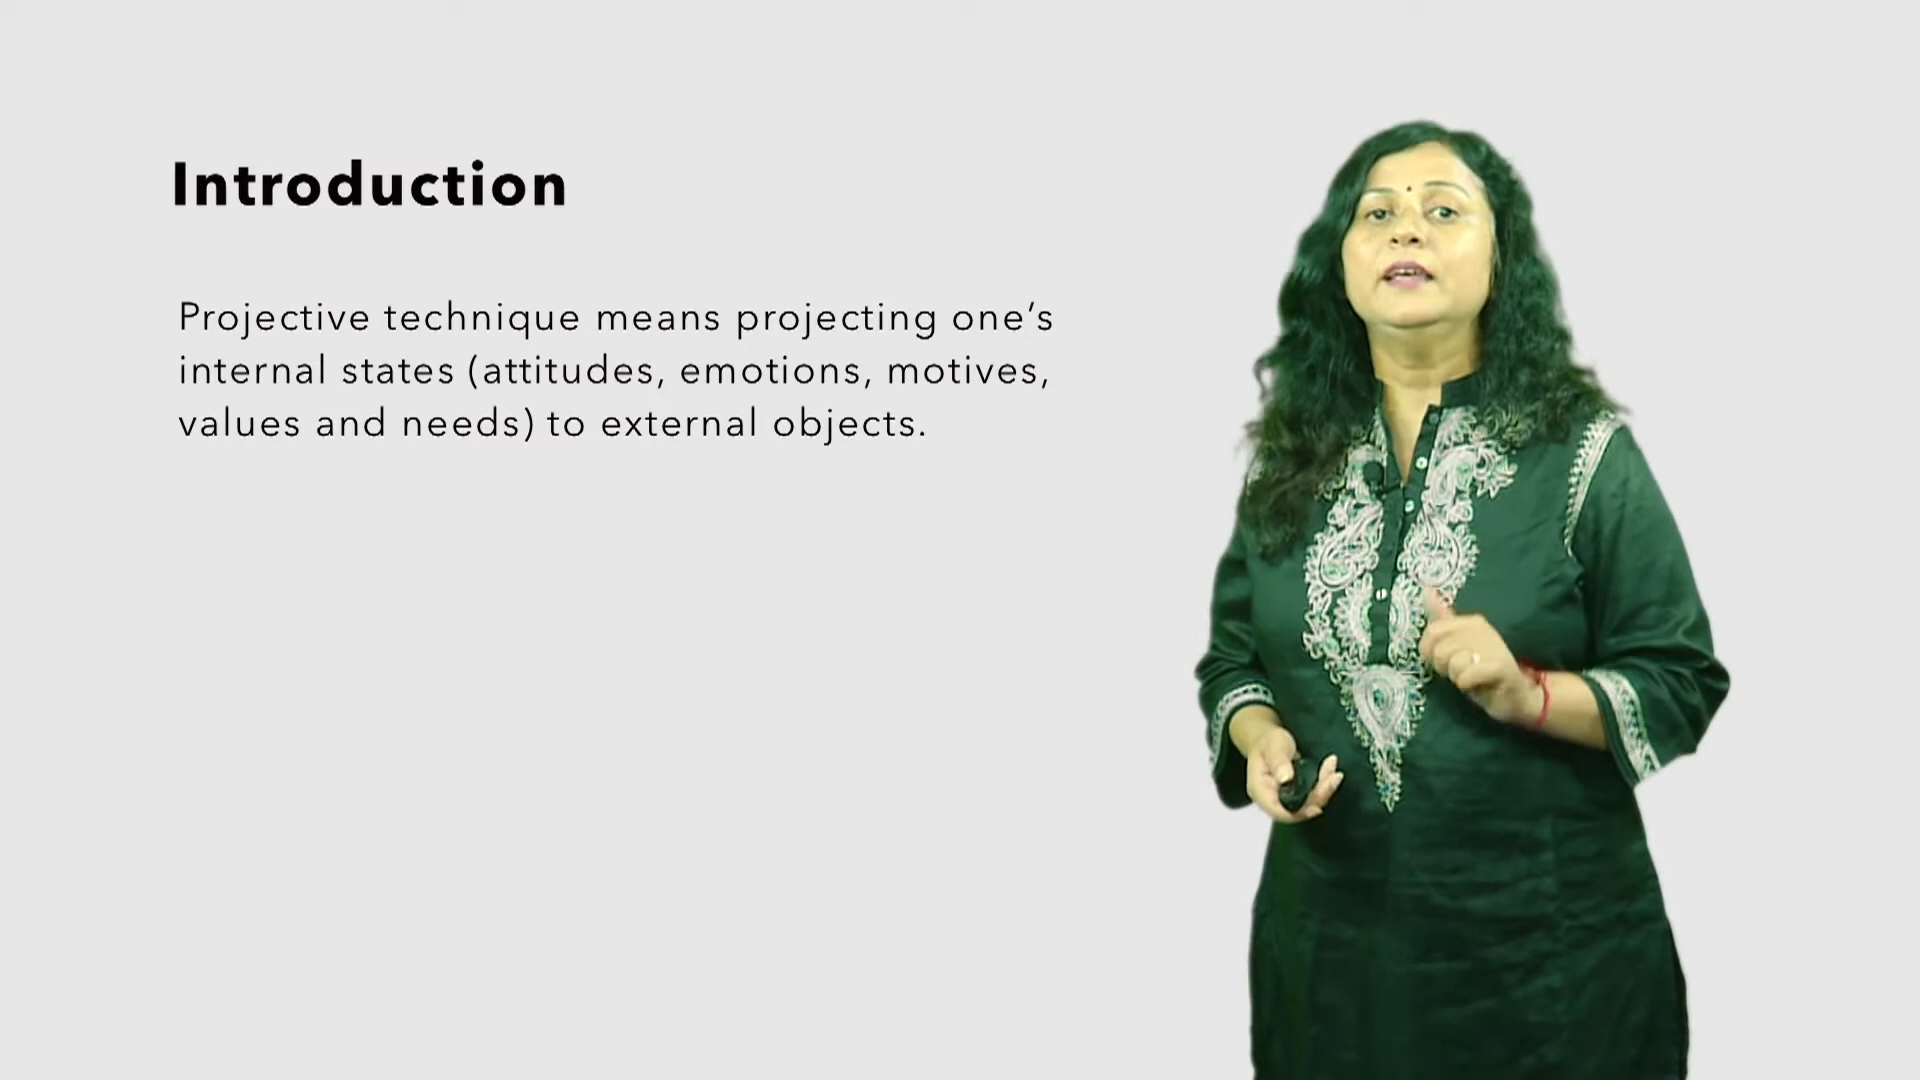 Introduction
Projective technique means projecting one’s
internal states (attitudes, emotions, motives,
values and needs) to external objects.